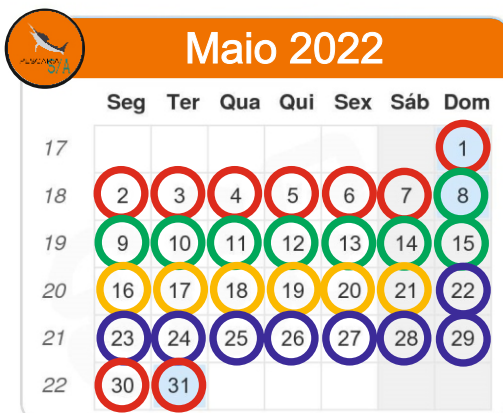 PESCARIA
S/A
Maio 2022
Seg Ter Qua Qui Sex Sáb Dom
17 1
18 2 3 4 5 6 7 8
19 9 10 11 12 13 14 15
20 16 17 18 19 20 21 22
21 23 24 25 26 27 28 29
22 30 31